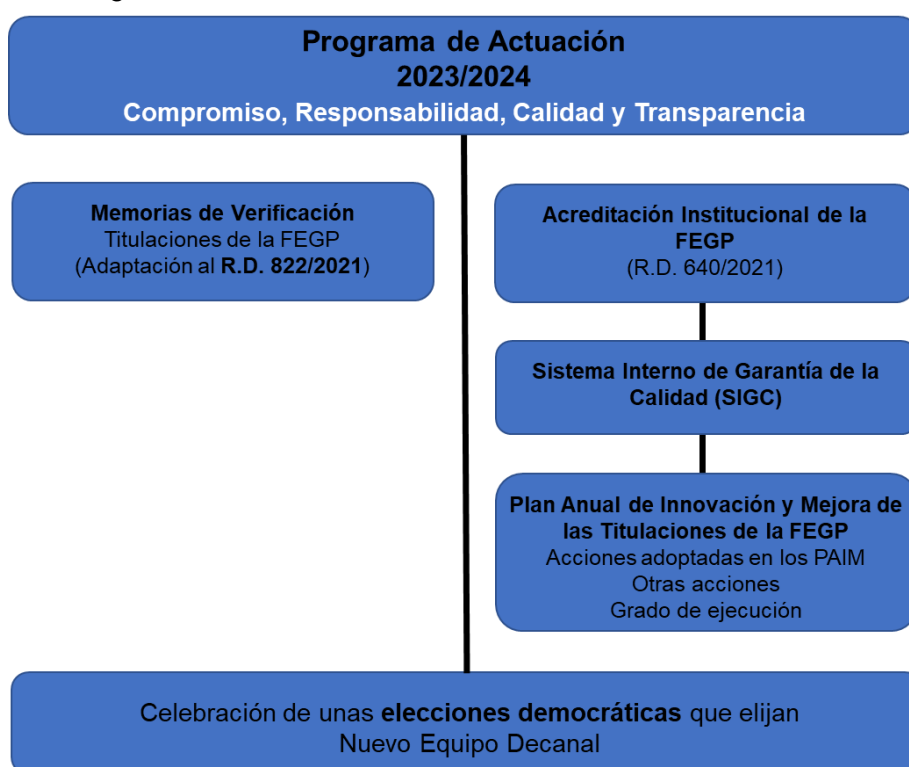 Programa de Actuación
2023/2024
Compromiso, Responsabilidad, Calidad y Transparencia
Memorias de Verificación
Titulaciones de la FEGP
(Adaptación al R.D. 822/2021)
Acreditación Institucional de la
FEGP
(R.D. 640/2021)
Sistema Interno de Garantía de la
Calidad (SIGC)
Plan Anual de Innovación y Mejora de
las Titulaciones de la FEGP
Acciones adoptadas en los PAIM
Otras acciones
Grado de ejecución
Celebración de unas elecciones democráticas que elijan
Nuevo Equipo Decanal